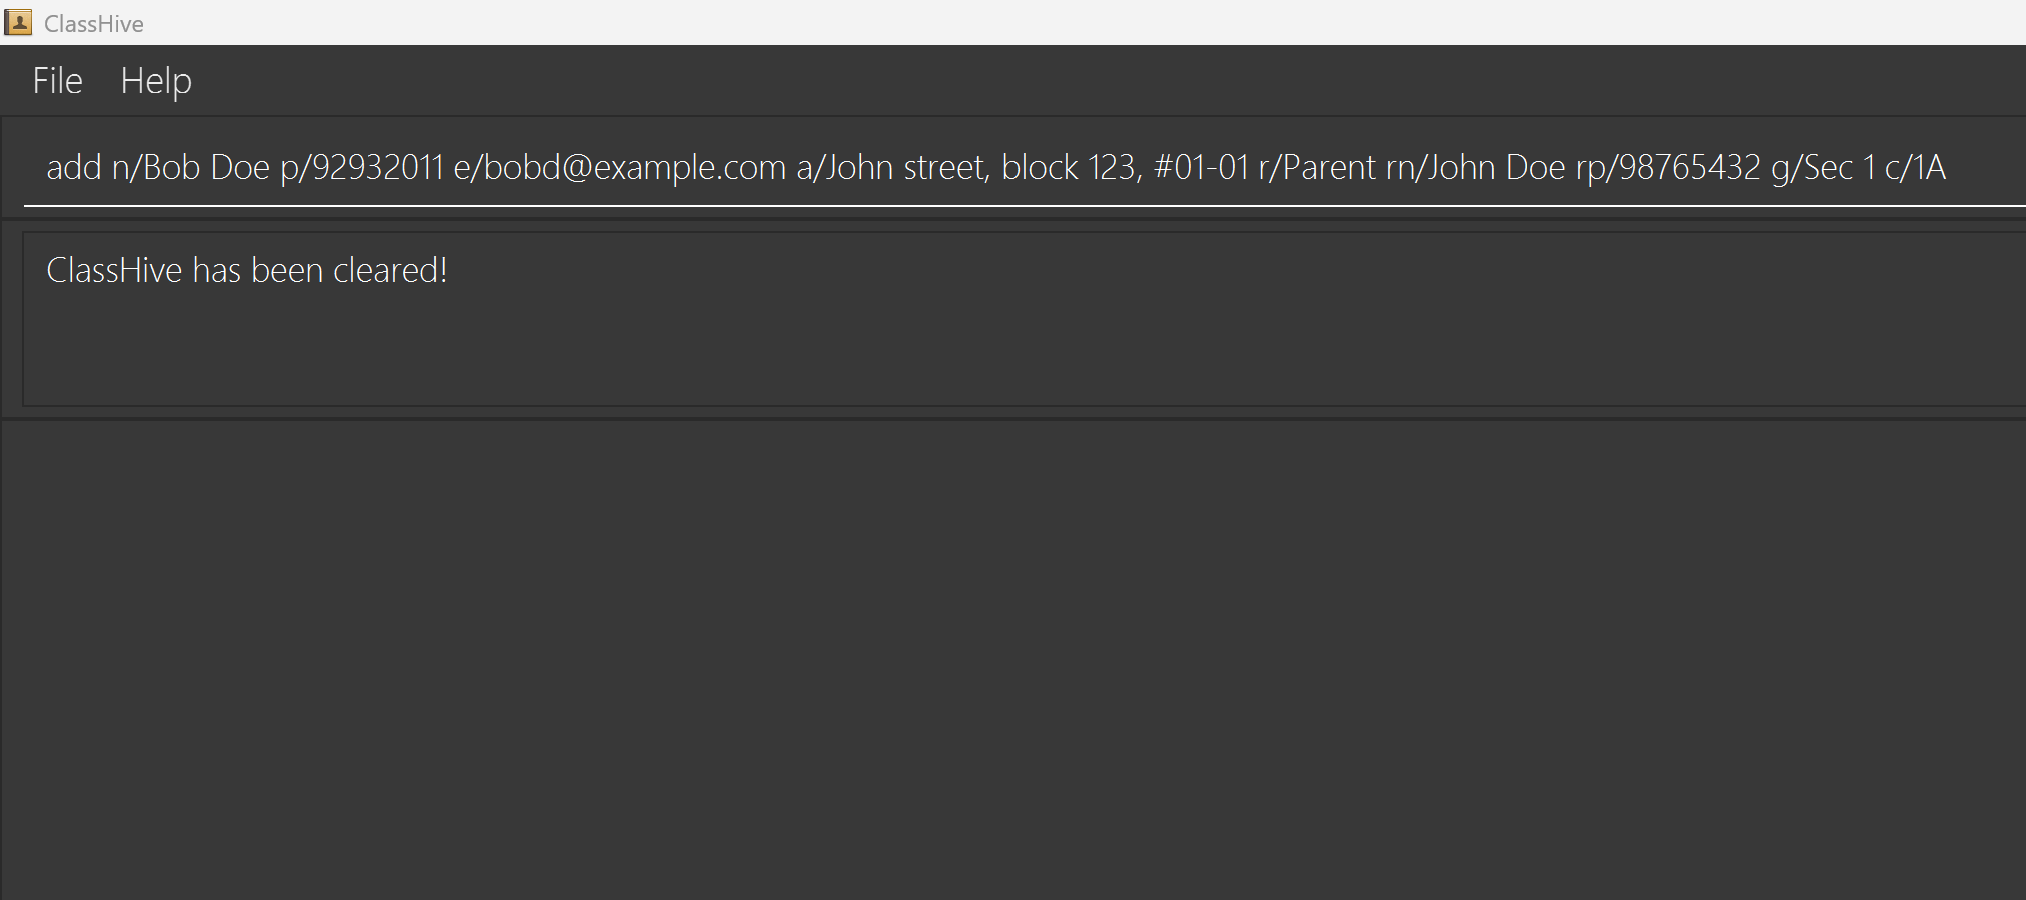 ClassHive
File Help
add n/Bob Doe p/92932011 e/bobd@example.com a/John street, block 123, #01-01 r/Parent rn/John Doe rp/98765432 g/Sec 1 c/1A
ClassHive has been cleared!